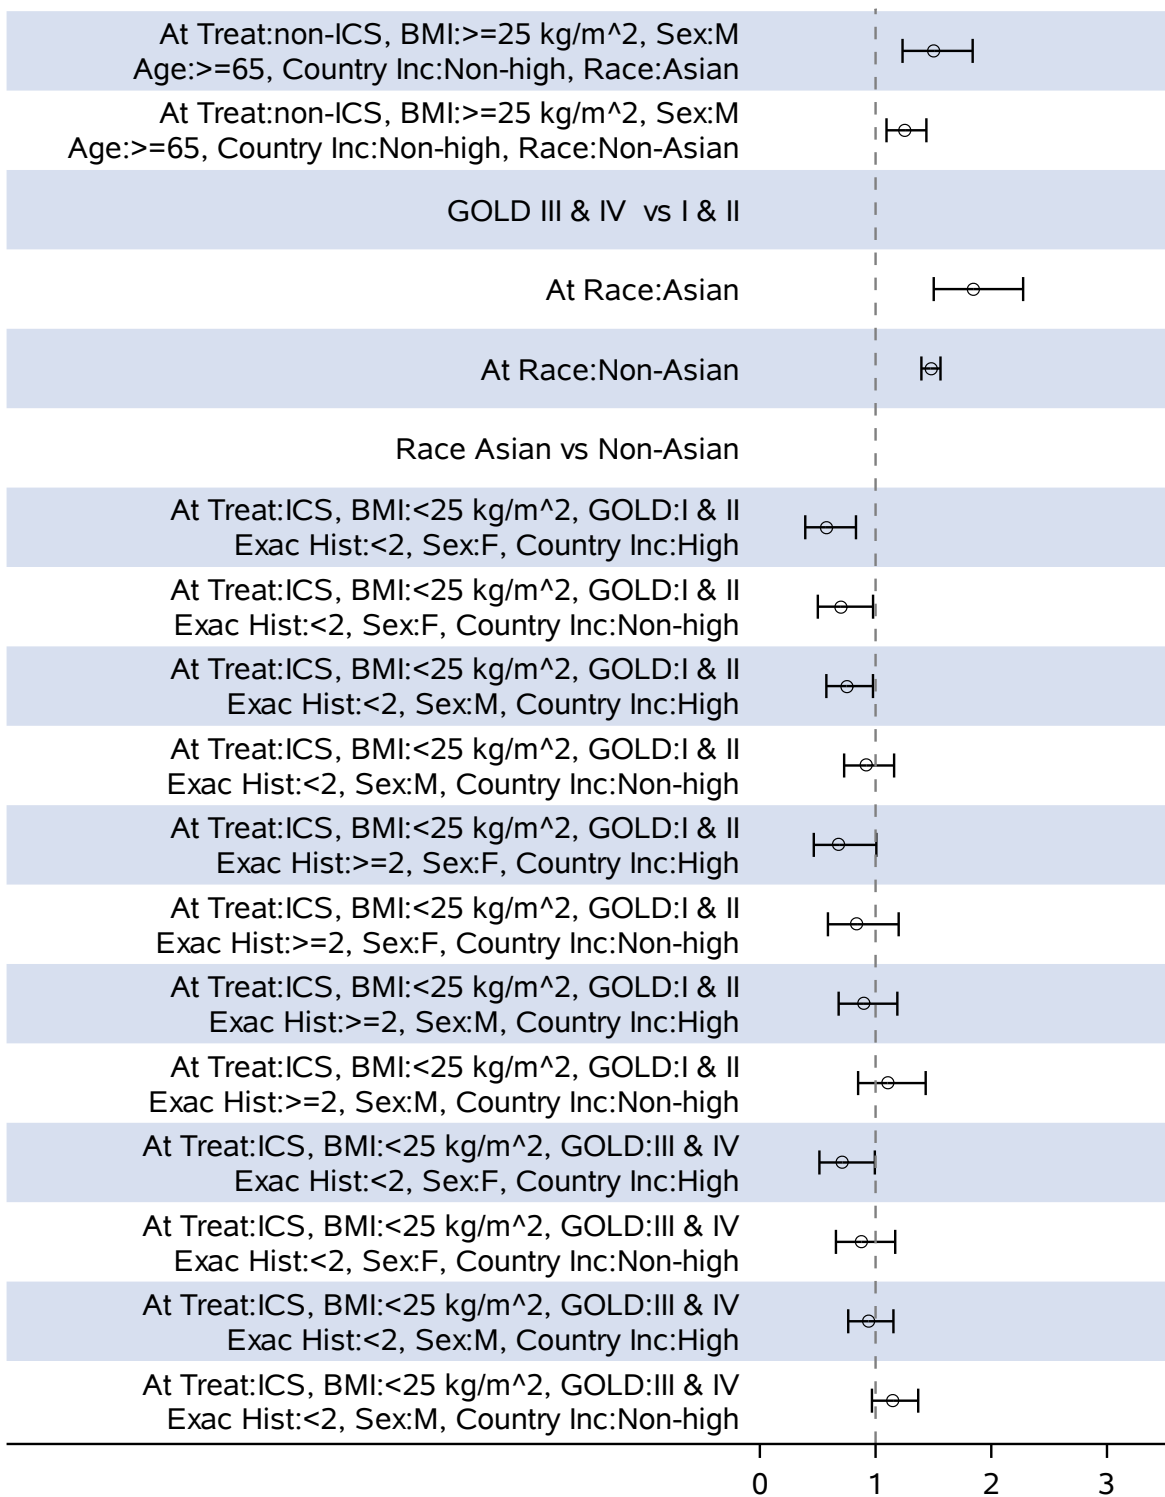 At Treat:non-ICS, BMI:>=25 kg/m^2, Sex:M
Age:>=65, Country Inc:Non-high, Race:Asian
At Treat:non-ICS, BMI:>=25 kg/m^2, Sex:M
Age:>=65, Country Inc:Non-high, Race:Non-Asian
GOLD III & IV  vs I & II
At Race:Asian
At Race:Non-Asian
Race Asian vs Non-Asian
At Treat:ICS, BMI:<25 kg/m^2, GOLD:I & II
Exac Hist:<2, Sex:F, Country Inc:High
At Treat:ICS, BMI:<25 kg/m^2, GOLD:I & II
Exac Hist:<2, Sex:F, Country Inc:Non-high
At Treat:ICS, BMI:<25 kg/m^2, GOLD:I & II
Exac Hist:<2, Sex:M, Country Inc:High
At Treat:ICS, BMI:<25 kg/m^2, GOLD:I & II
Exac Hist:<2, Sex:M, Country Inc:Non-high
At Treat:ICS, BMI:<25 kg/m^2, GOLD:I & II
Exac Hist:>=2, Sex:F, Country Inc:High
At Treat:ICS, BMI:<25 kg/m^2, GOLD:I & II
Exac Hist:>=2, Sex:F, Country Inc:Non-high
At Treat:ICS, BMI:<25 kg/m^2, GOLD:I & II
Exac Hist:>=2, Sex:M, Country Inc:High
At Treat:ICS, BMI:<25 kg/m^2, GOLD:I & II
Exac Hist:>=2, Sex:M, Country Inc:Non-high
At Treat:ICS, BMI:<25 kg/m^2, GOLD:III & IV
Exac Hist:<2, Sex:F, Country Inc:High
At Treat:ICS, BMI:<25 kg/m^2, GOLD:III & IV
Exac Hist:<2, Sex:F, Country Inc:Non-high
At Treat:ICS, BMI:<25 kg/m^2, GOLD:III & IV
Exac Hist:<2, Sex:M, Country Inc:High
At Treat:ICS, BMI:<25 kg/m^2, GOLD:III & IV
Exac Hist:<2, Sex:M, Country Inc:Non-high
0 1 2 3